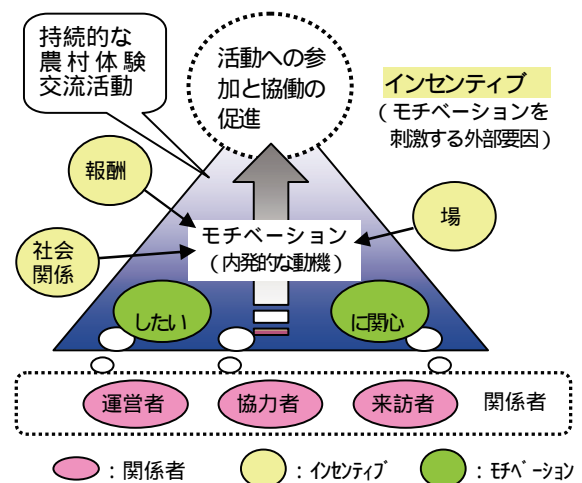 持続的な
農村体験
交流活動
活動への参
加と協働の
促進
インセンティブ
（モチベーションを
刺激する外部要因）
報酬
場
社会
関係
モチベーション
（内発的な動機）
したい
に関心
運営者
協力者
来訪者
関係者
：関係者
：ｲﾝｾﾝﾃｨﾌﾞ
：ﾓﾁﾍﾞｰｼｮﾝ